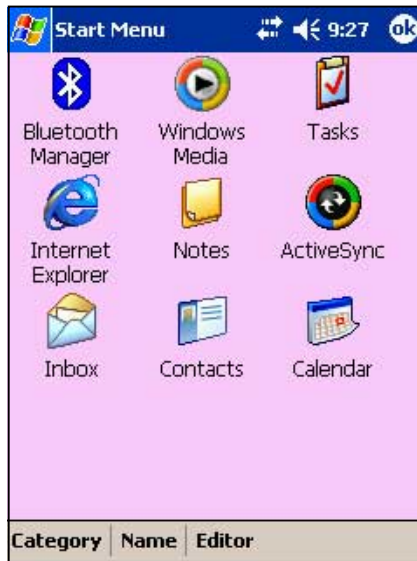 Start Menu 9:27 ok
Bluetooth Manager
Windows Media
Tasks
Internet Explorer
Notes
ActiveSync
Inbox
Contacts
Calendar
Category Name Editor